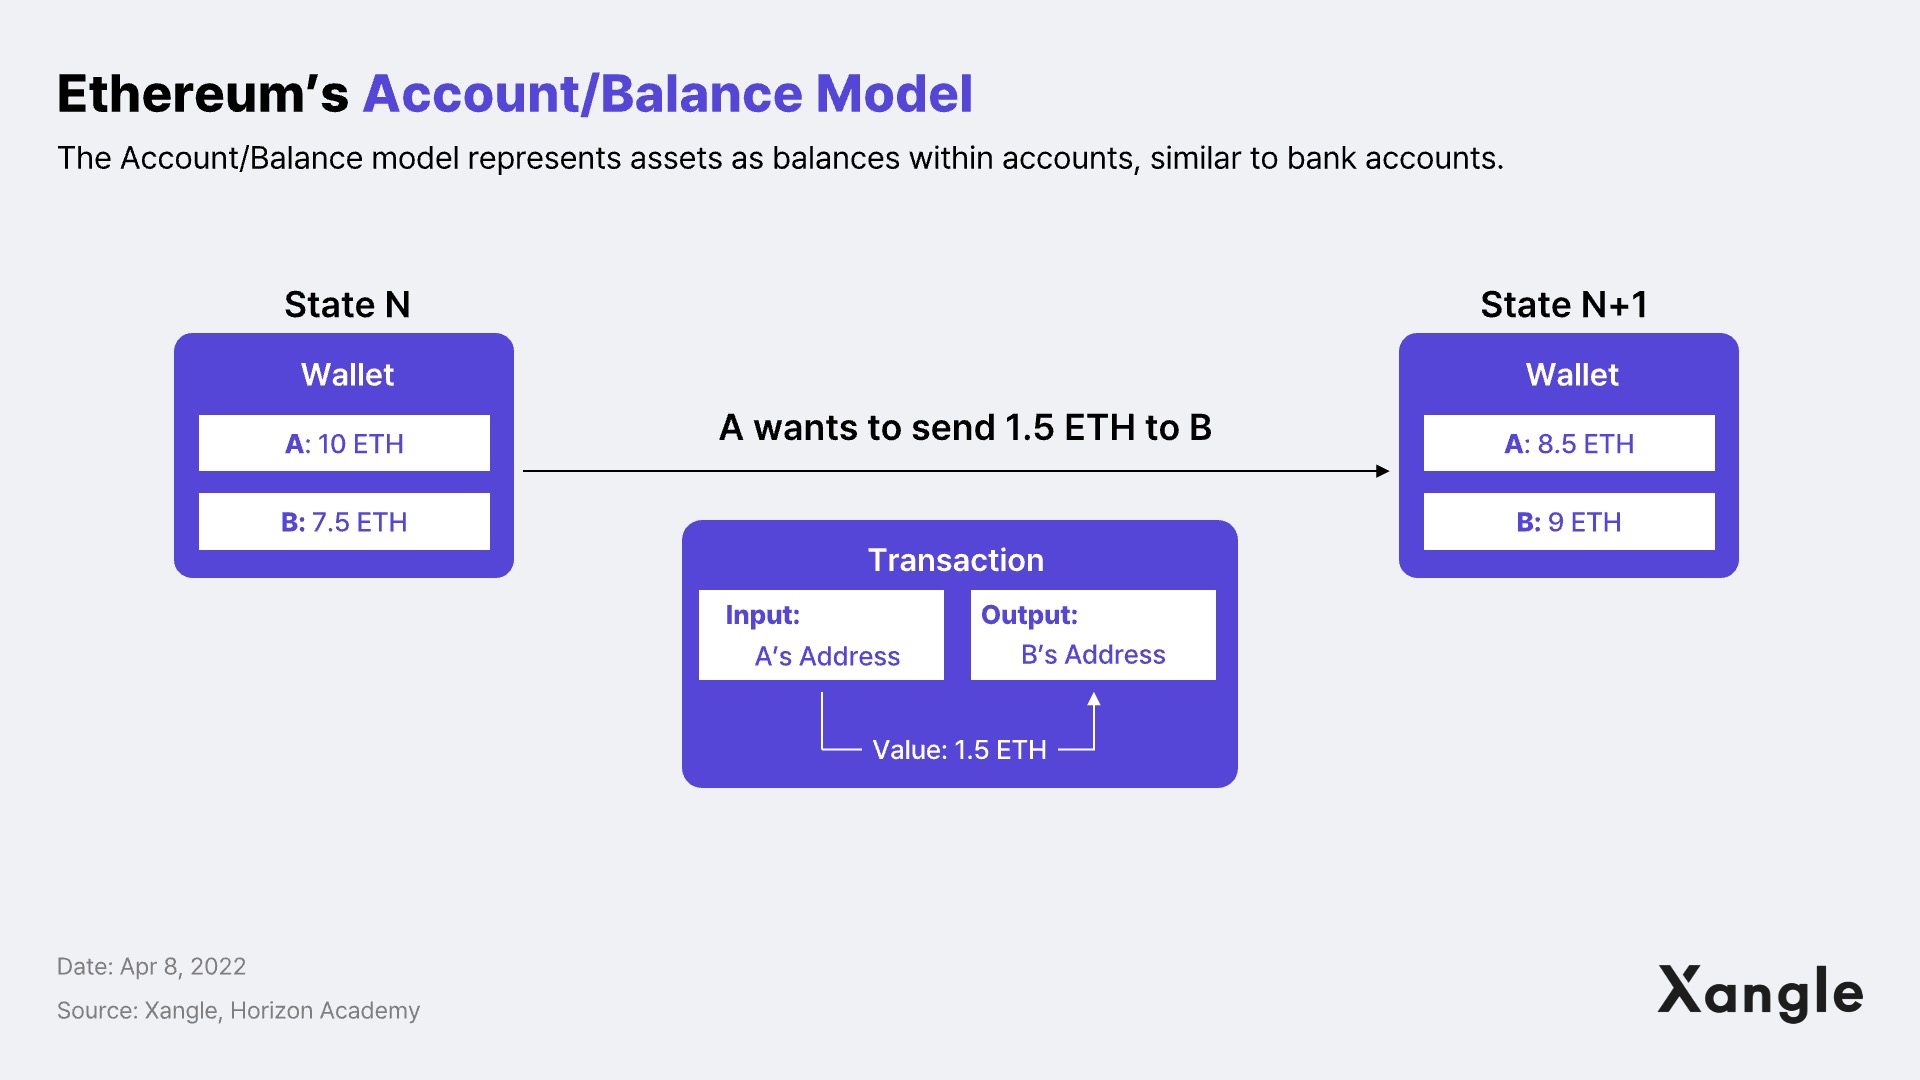 Ethereum’s Account/Balance Model
The Account/Balance model represents assets as balances within accounts, similar to bank accounts.
State N
Wallet
A: 10 ETH
B: 7.5 ETH
A wants to send 1.5 ETH to B
Transaction
Input:
A’s Address
Output:
B’s Address
Value: 1.5 ETH
State N+1
Wallet
A: 8.5 ETH
B: 9 ETH
Date: Apr 8, 2022
Source: Xangle, Horizon Academy
Xangle